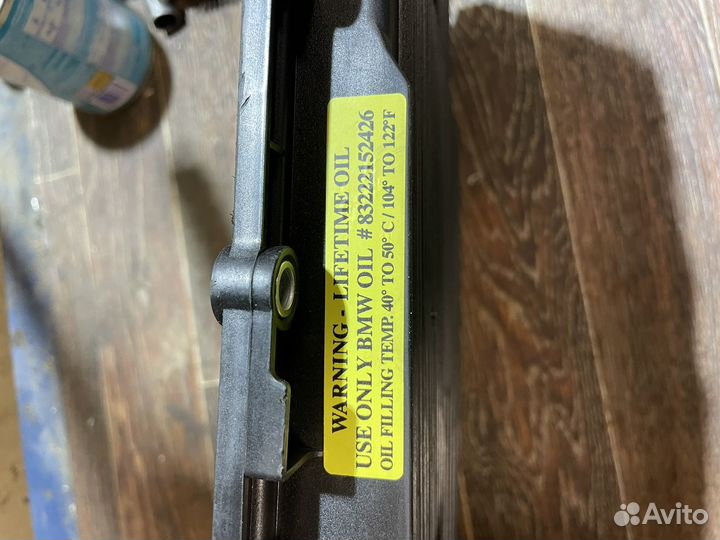 WARNING - LIFETIME OIL
USE ONLY BMW OIL # 83222152426
OIL FILLING TEMP. 40° TO 50° C / 104° TO 122°F
Avito